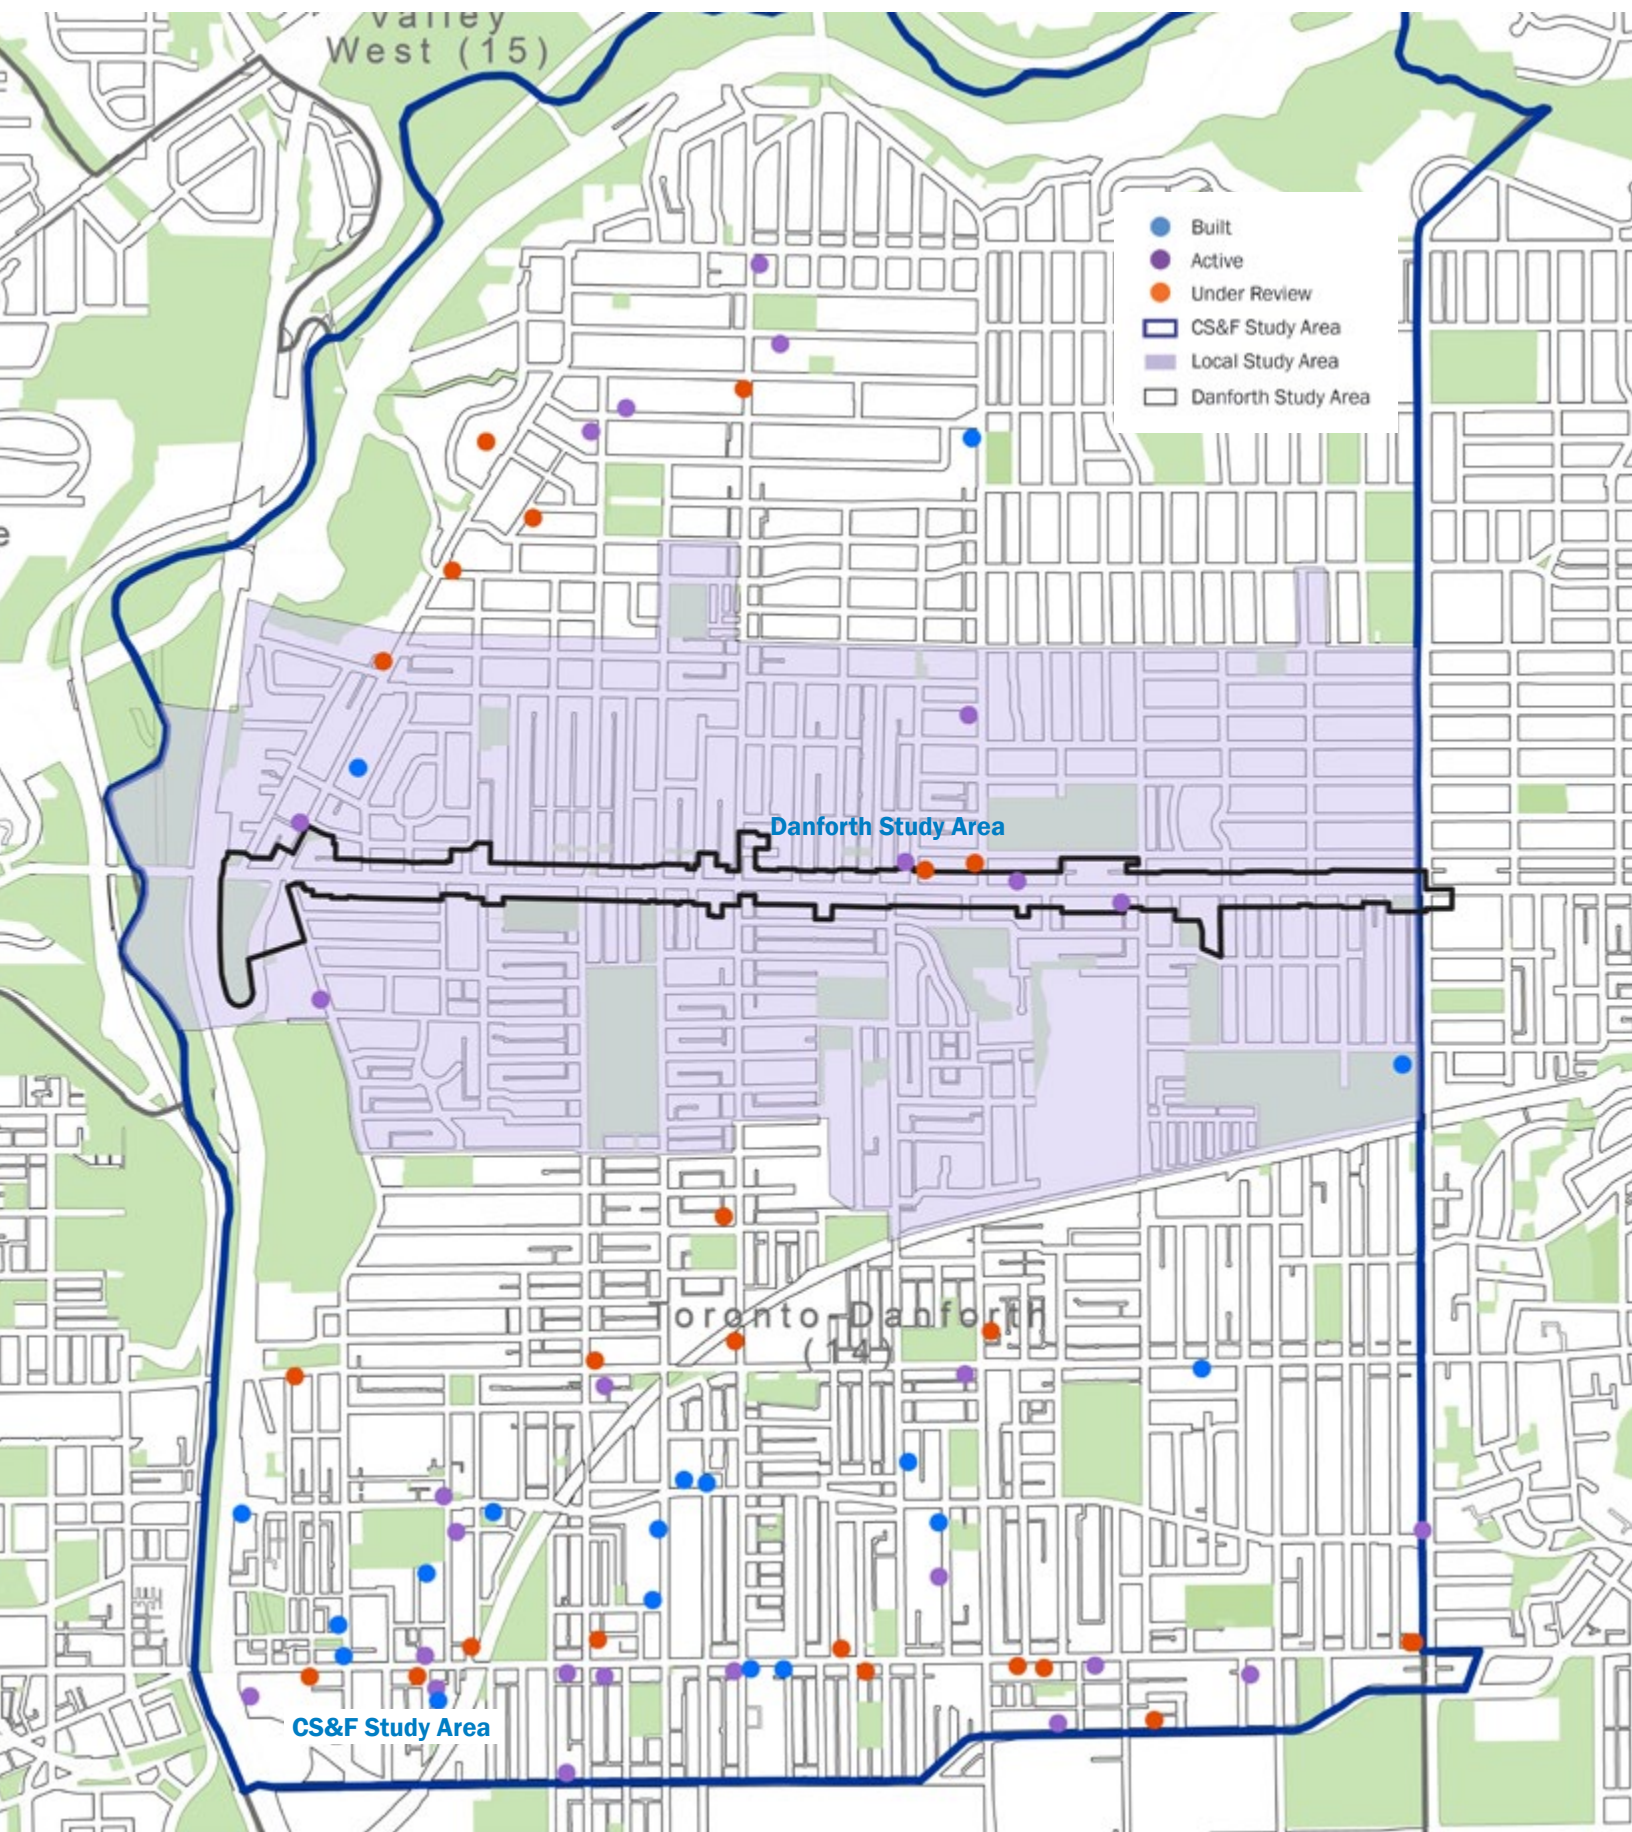 Valley
West (15)
Built
Active
Under Review
CS&F Study Area
Local Study Area
Danforth Study Area
e
Danforth Study Area
Toronto-Danforth
(14)
CS&F Study Area